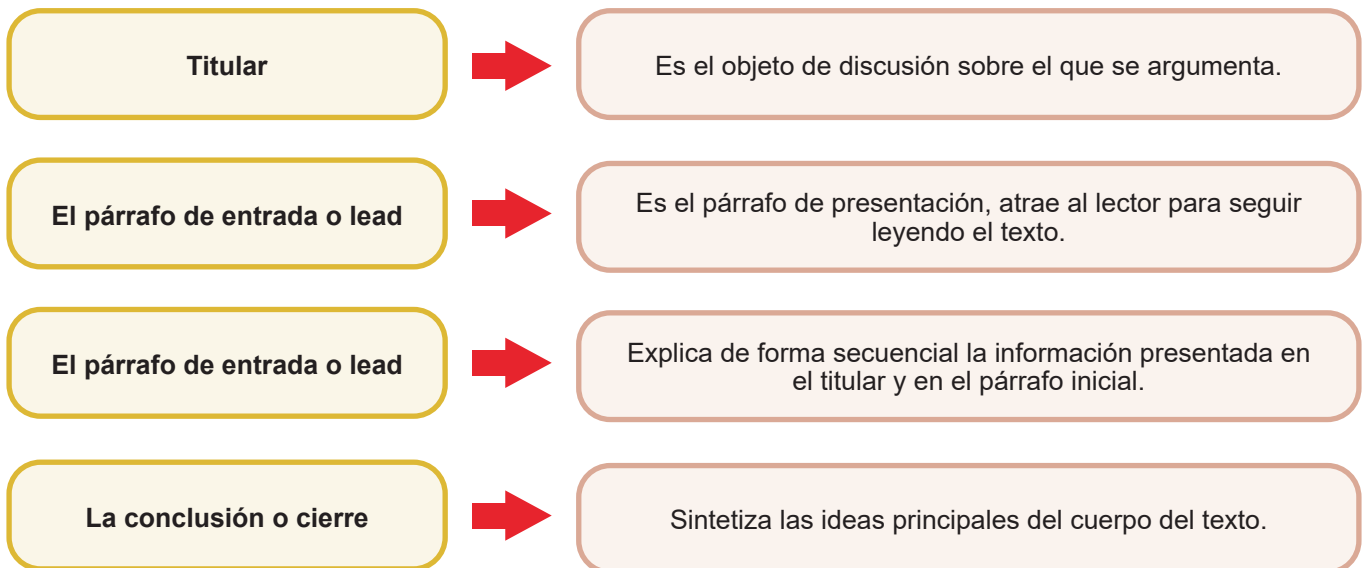 Titular
Es el objeto de discusión sobre el que se argumenta.
El párrafo de entrada o lead
Es el párrafo de presentación, atrae al lector para seguir
leyendo el texto.
El párrafo de entrada o lead
Explica de forma secuencial la información presentada en
el titular y en el párrafo inicial.
La conclusión o cierre
Sintetiza las ideas principales del cuerpo del texto.